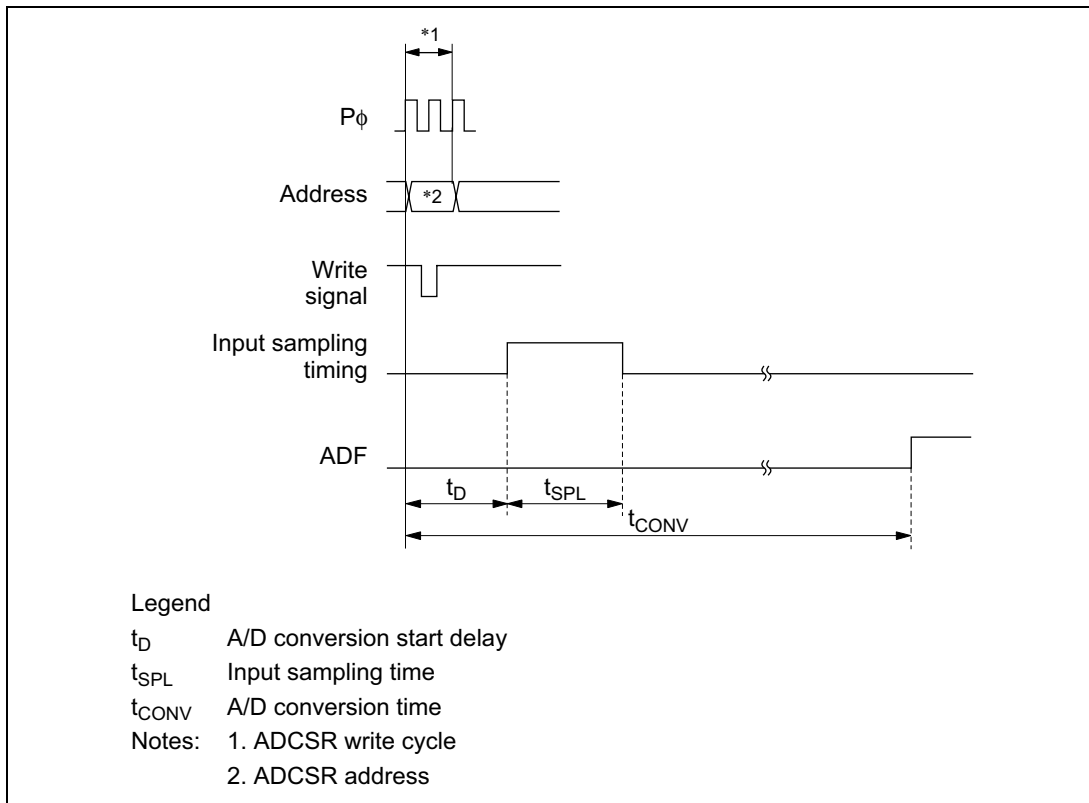 *1
Pϕ
Address
*2
Write
signal
Input sampling
timing
ADF
tD
tSPL
tCONV
Legend
tD A/D conversion start delay
tSPL Input sampling time
tCONV A/D conversion time
Notes: 1. ADCSR write cycle
2. ADCSR address